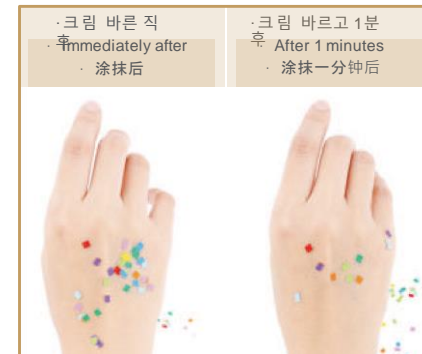 ·크림 바른 직
후
Immediately after
· 涂抹后
·크림 바르고 1분
후
· After 1 minutes
· 涂抹一分钟后